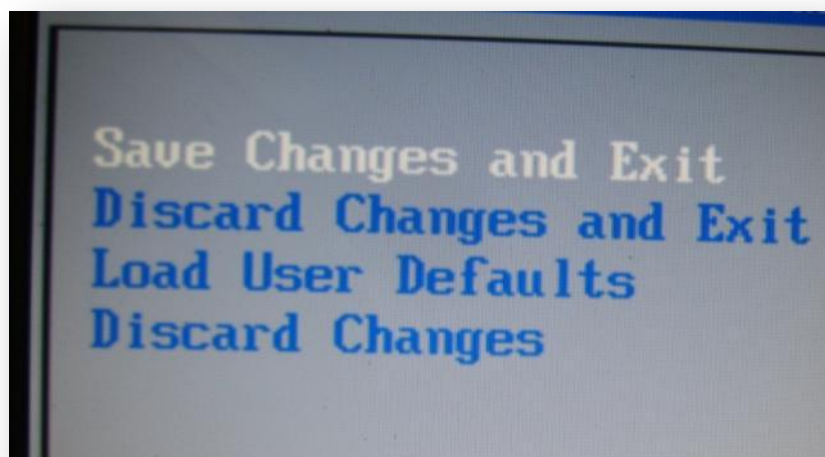 Save Changes and Exit
Discard Changes and Exit
Load User Defaults
Discard Changes